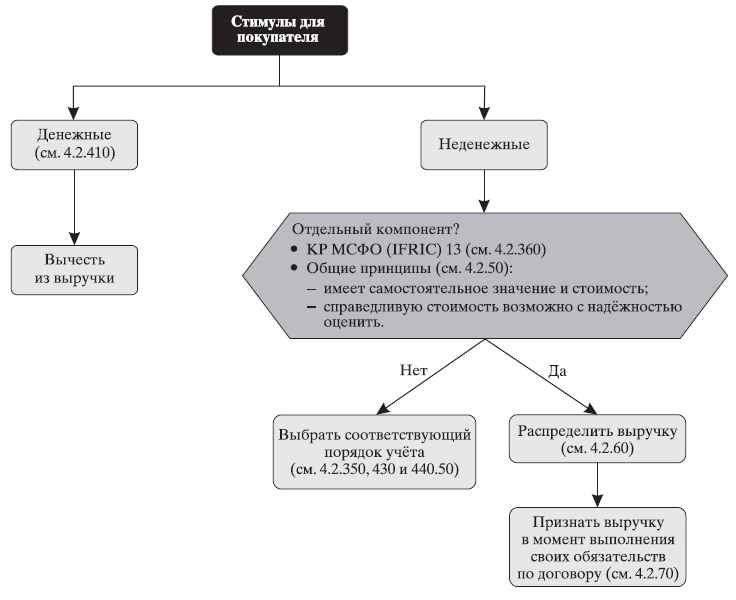 Стимулы для
покупателя
Денежные
(см. 4.2.410)
Неденежные
Вычесть
из выручки
Отдельный компонент?
● КР МСФО (IFRIC) 13 (см. 4.2.360)
● Общие принципы (см. 4.2.50):
– имеет самостоятельное значение и стоимость;
– справедливую стоимость возможно с надёжностью
оценить.
Нет
Да
Выбрать соответствующий
порядок учёта
(см. 4.2.350, 430 и 440.50)
Распределить выручку
(см. 4.2.60)
Признать выручку
в момент выполнения
своих обязательств
по договору (см. 4.2.70)